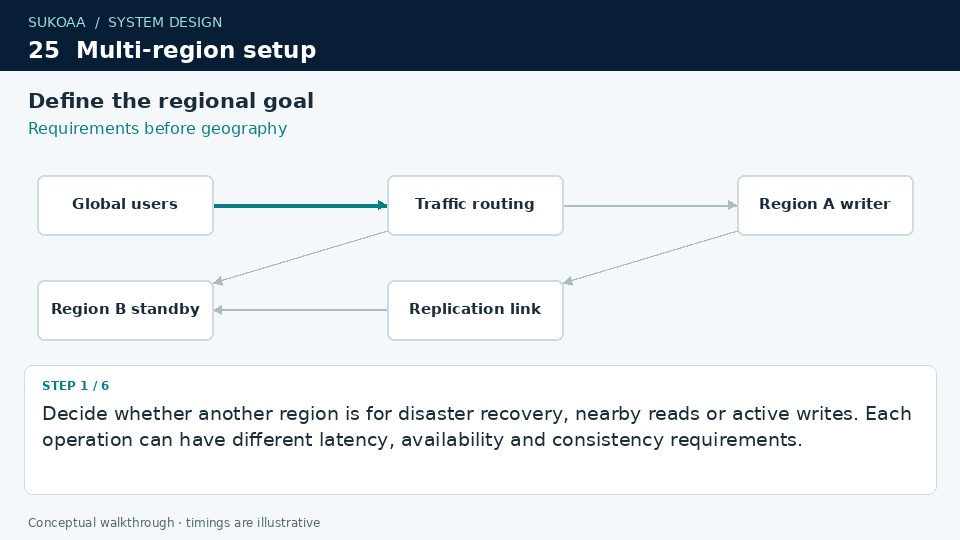 SUKOAA / SYSTEM DESIGN
25 Multi-region setup
Define the regional goal
Requirements before geography
Global users
Traffic routing
Region A writer
Region B standby
Replication link
STEP 1 / 6
Decide whether another region is for disaster recovery, nearby reads or active writes. Each
operation can have different latency, availability and consistency requirements.
Conceptual walkthrough · timings are illustrative